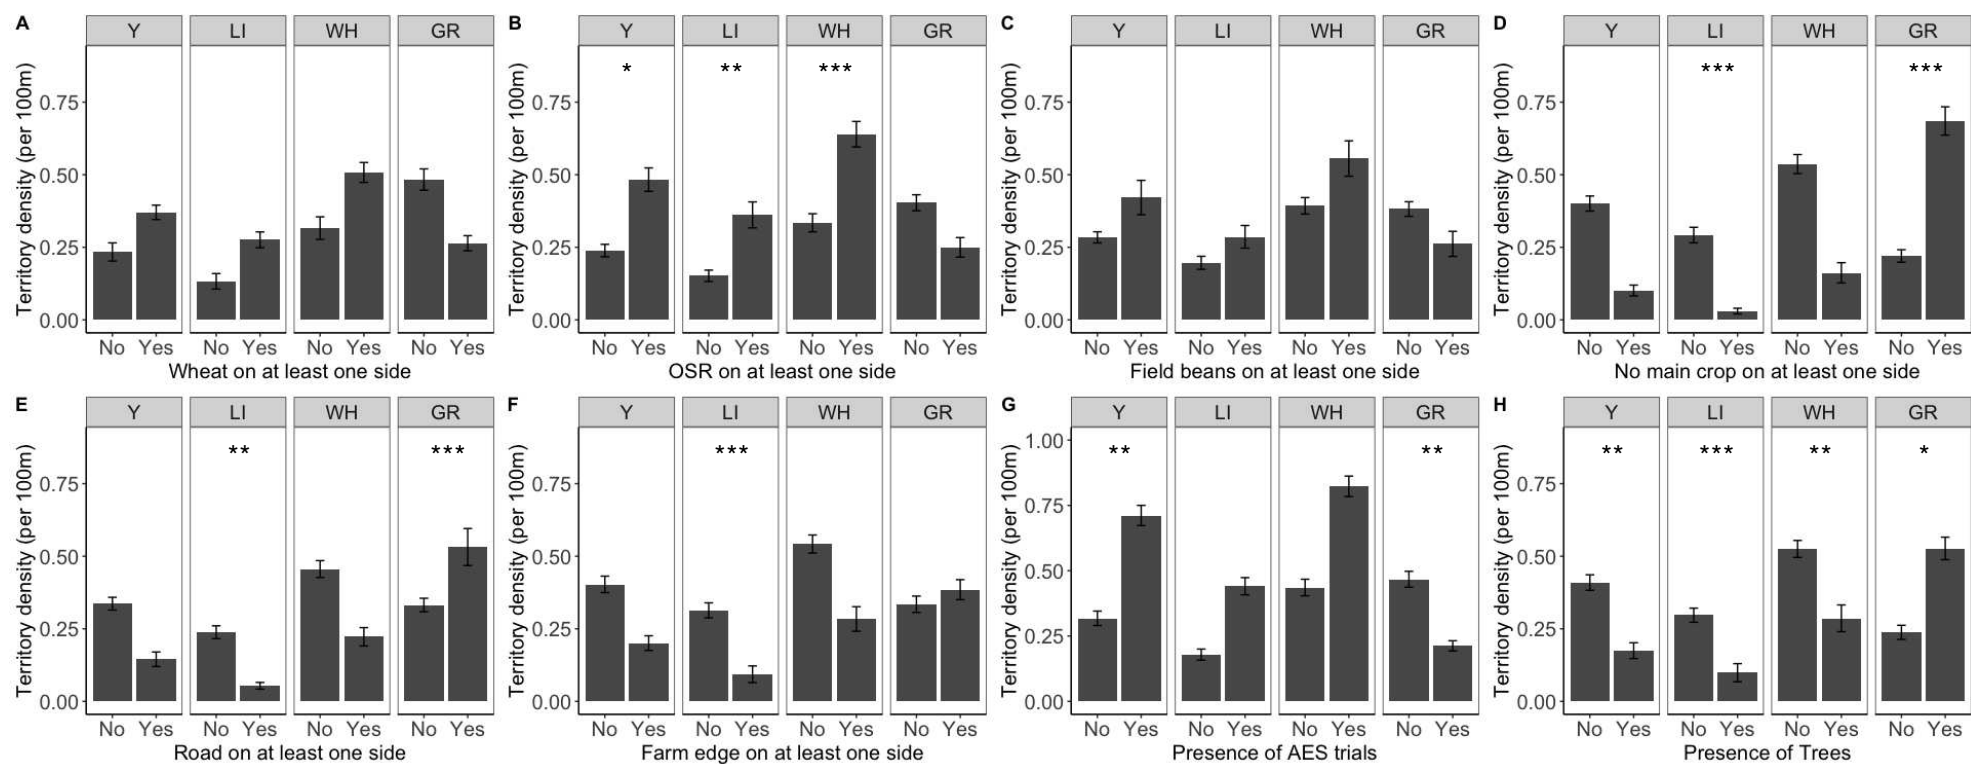 A
Y LI WH GR
* ** ***
Territory density (per 100m)
0.75
0.50
0.25
0.00
No Yes No Yes No Yes No Yes
Wheat on at least one side
B
Y LI WH GR
* ** ***
Territory density (per 100m)
0.75
0.50
0.25
0.00
No Yes No Yes No Yes No Yes
OSR on at least one side
C
Y LI WH GR
Territory density (per 100m)
0.75
0.50
0.25
0.00
No Yes No Yes No Yes No Yes
Field beans on at least one side
D
Y LI WH GR
*** ***
Territory density (per 100m)
0.75
0.50
0.25
0.00
No Yes No Yes No Yes No Yes
No main crop on at least one side
E
Y LI WH GR
** ***
Territory density (per 100m)
0.75
0.50
0.25
0.00
No Yes No Yes No Yes No Yes
Road on at least one side
F
Y LI WH GR
***
Territory density (per 100m)
0.75
0.50
0.25
0.00
No Yes No Yes No Yes No Yes
Farm edge on at least one side
G
Y LI WH GR
** **
Territory density (per 100m)
1.00
0.75
0.50
0.25
0.00
No Yes No Yes No Yes No Yes
Presence of AES trials
H
Y LI WH GR
** *** ** *
Territory density (per 100m)
0.75
0.50
0.25
0.00
No Yes No Yes No Yes No Yes
Presence of Trees